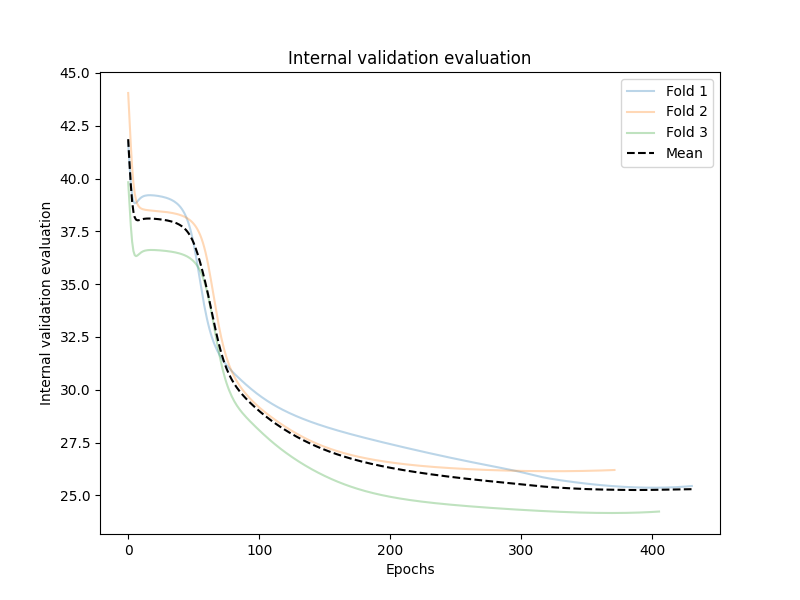 Internal validation evaluation
Fold 1
Fold 2
Fold 3
Mean
Internal validation evaluation
45.0
42.5
40.0
37.5
35.0
32.5
30.0
27.5
25.0
0 100 200 300 400
Epochs